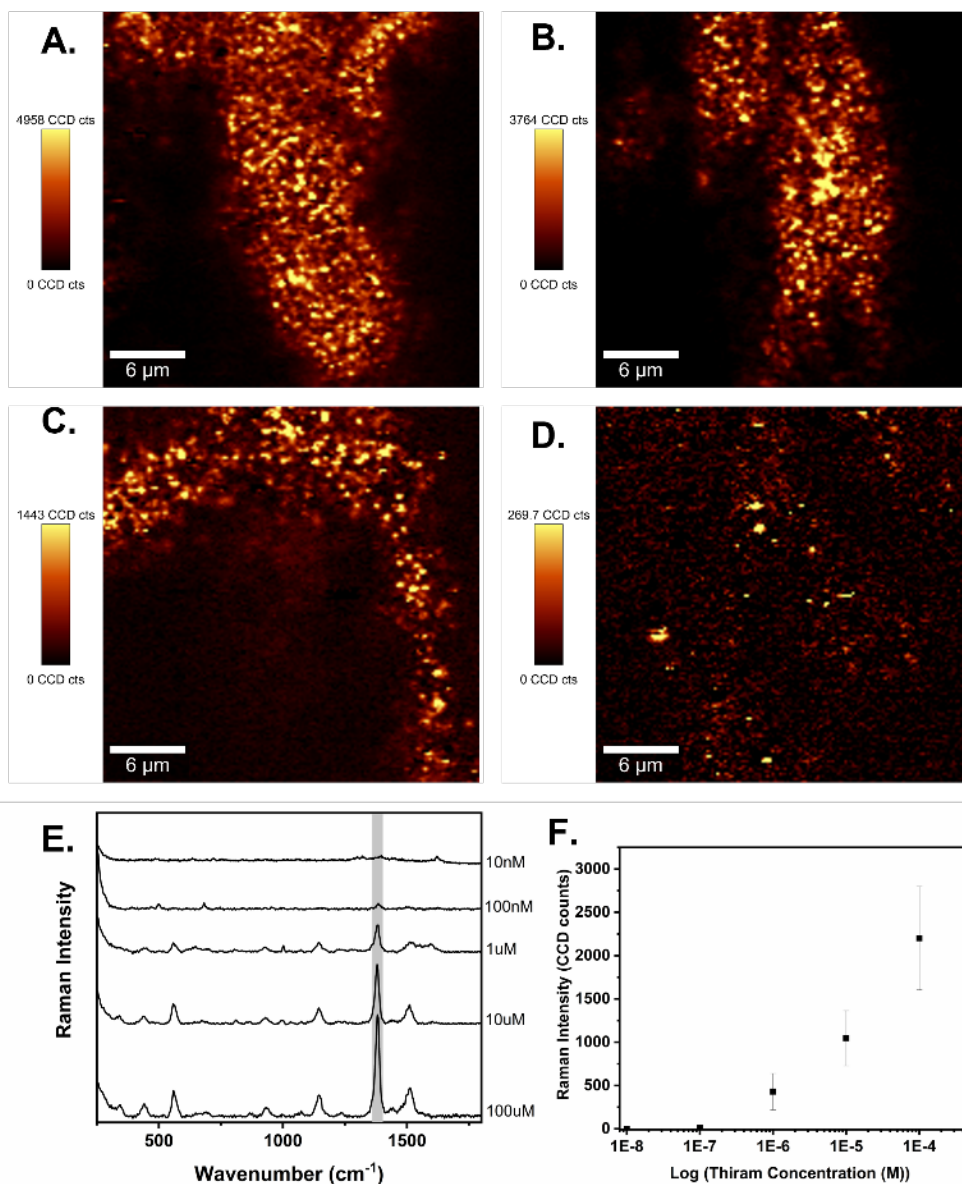 A.
4958 CCD cts
0 CCD cts
6 µm
B.
3764 CCD cts
0 CCD cts
6 µm
C.
1443 CCD cts
0 CCD cts
6 µm
D.
269.7 CCD cts
0 CCD cts
6 µm
E.
10nM
100nM
1uM
10uM
100uM
Raman Intensity
500
1000
1500
Wavenumber (cm⁻¹)
F.
3000
2500
2000
1500
1000
500
0
Raman Intensity (CCD counts)
1E-8
1E-7
1E-6
1E-5
1E-4
Log (Thiram Concentration (M))